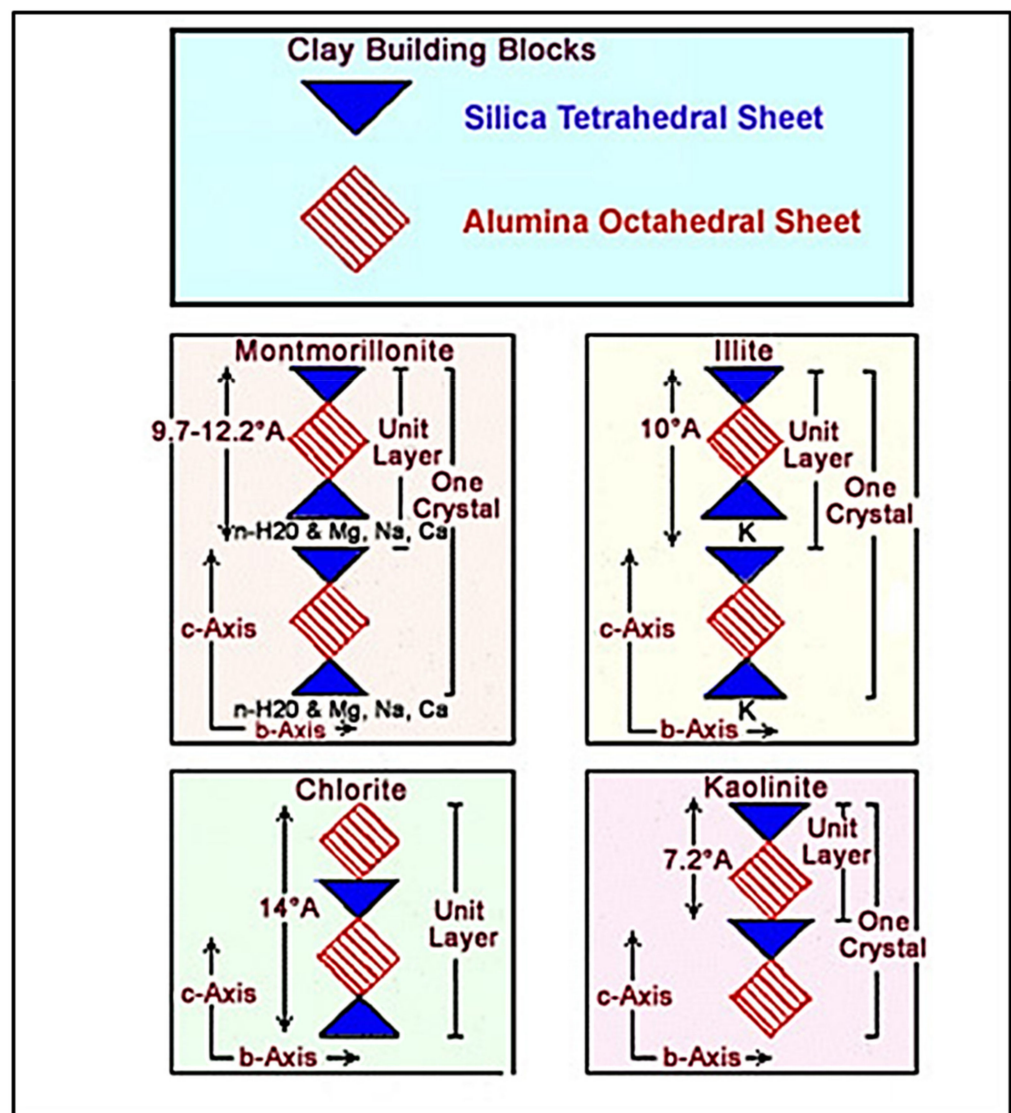 Clay Building Blocks
Silica Tetrahedral Sheet
Alumina Octahedral Sheet
Montmorillonite
9.7-12.2°A
Unit
Layer
One
Crystal
n-H20 & Mg, Na, Ca
c-Axis
n-H20 & Mg, Na, Ca
b-Axis
Illite
10°A
Unit
Layer
One
Crystal
K
c-Axis
K
b-Axis
Chlorite
14°A
Unit
Layer
c-Axis
b-Axis
Kaolinite
7.2°A
Unit
Layer
One
Crystal
c-Axis
b-Axis